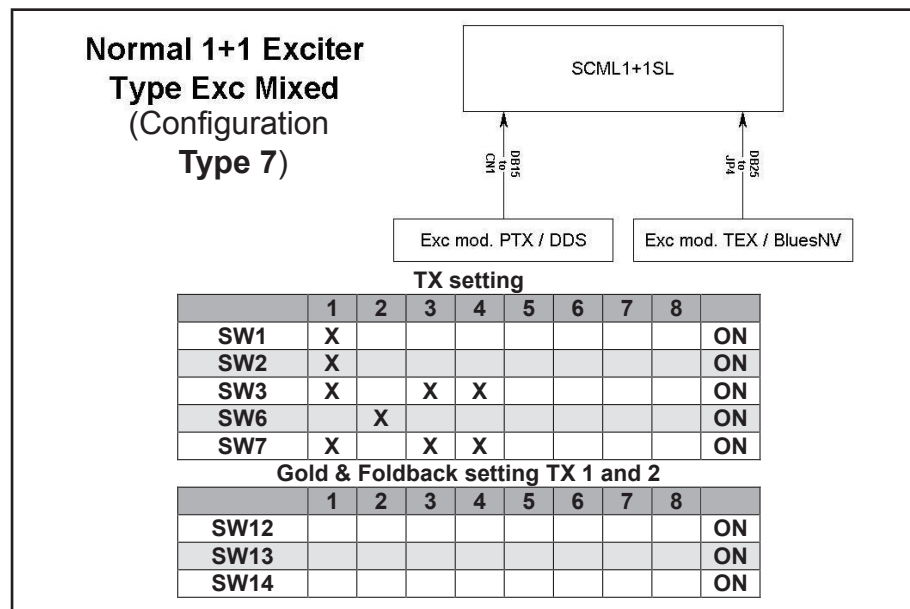 Normal 1+1 Exciter
Type Exc Mixed
(Configuration
Type 7)
SCML1+1SL
DB15
to
CN1
DB25
to
JP4
Exc mod. PTX / DDS
Exc mod. TEX / BluesNV
TX setting
1 2 3 4 5 6 7 8
SW1 X ON
SW2 X ON
SW3 X X X ON
SW6 X ON
SW7 X X X ON
Gold & Foldback setting TX 1 and 2
1 2 3 4 5 6 7 8
SW12 ON
SW13 ON
SW14 ON